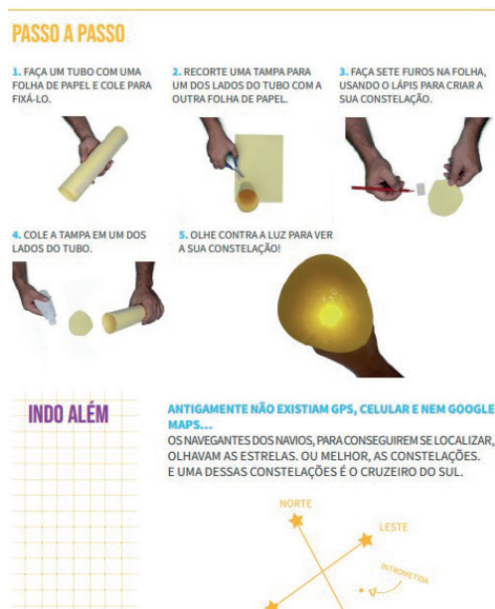 PASSO A PASSO
1. FAÇA UM TUBO COM UMA
FOLHA DE PAPEL E COLE PARA
FIXÁ-LO.
2. RECORTE UMA TAMPA PARA
UM DOS LADOS DO TUBO COM A
OUTRA FOLHA DE PAPEL.
3. FAÇA SETE FUROS NA FOLHA,
USANDO O LÁPIS PARA CRIAR A
SUA CONSTELAÇÃO.
4. COLE A TAMPA EM UM DOS
LADOS DO TUBO.
5. OLHE CONTRA A LUZ PARA VER
A SUA CONSTELAÇÃO!
INDO ALÉM
ANTIGAMENTE NÃO EXISTIAM GPS, CELULAR E NEM GOOGLE
MAPS...
OS NAVEGANTES DOS NAVIOS, PARA CONSEGUIREM SE LOCALIZAR,
OLHAVAM AS ESTRELAS. OU MELHOR, AS CONSTELAÇÕES.
E UMA DESSAS CONSTELAÇÕES É O CRUZEIRO DO SUL.
NORTE
LESTE
INTROMETIDA